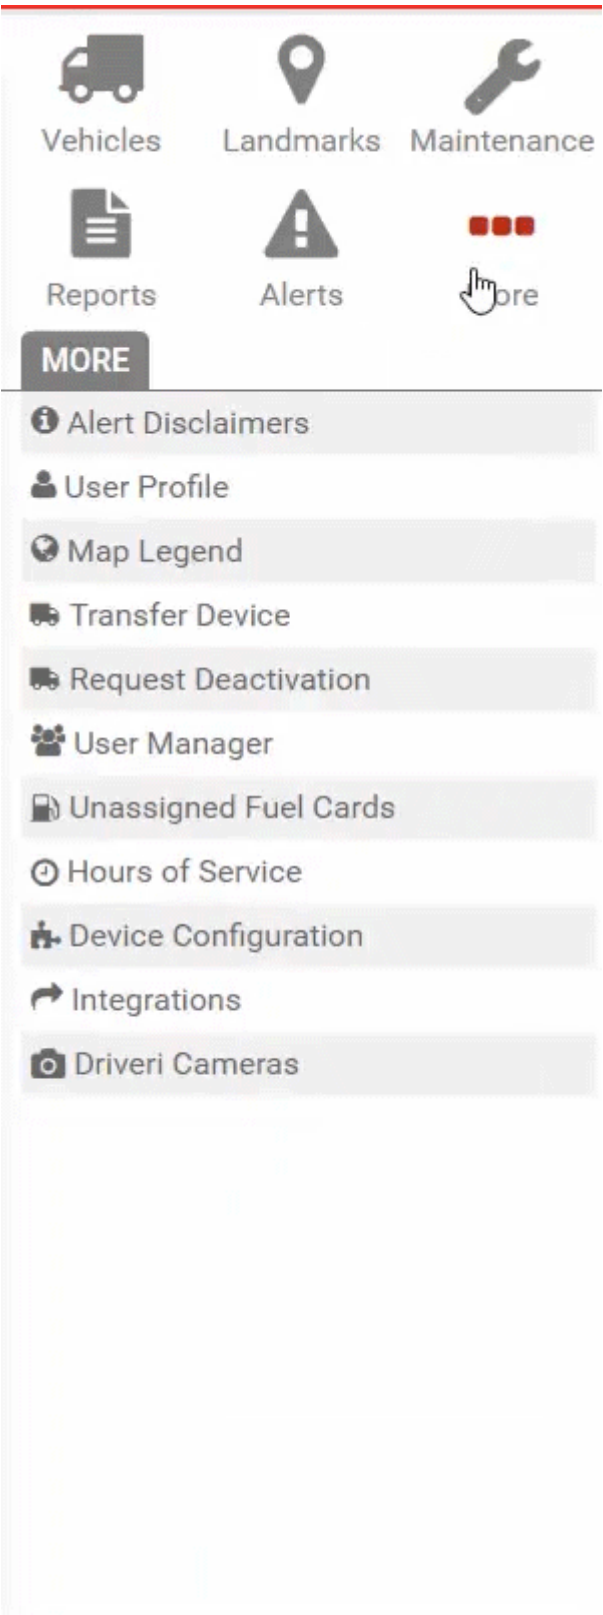 Vehicles Landmarks Maintenance
Reports Alerts ore
MORE
Alert Disclaimers
User Profile
Map Legend
Transfer Device
Request Deactivation
User Manager
Unassigned Fuel Cards
Hours of Service
Device Configuration
Integrations
Driveri Cameras